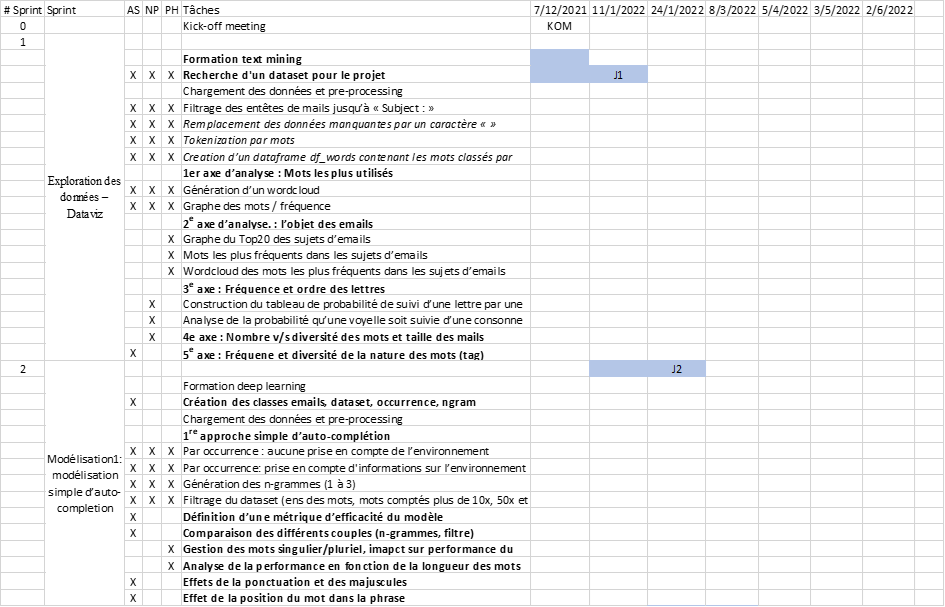 # Sprint Sprint AS NP PH Tâches 7/12/2021 11/1/2022 24/1/2022 8/3/2022 5/4/2022 3/5/2022 2/6/2022
0 Kick-off meeting KOM
1
Formation text mining
X X X Recherche d'un dataset pour le projet J1
Chargement des données et pre-processing
X X X Filtrage des entêtes de mails jusqu'à « Subject : »
X X X Remplacement des données manquantes par un caractère « »
X X X Tokenization par mots
X X X Creation d'un dataframe df_words contenant les mots classés par
1er axe d'analyse : Mots les plus utilisés
Exploration des données – Dataviz
X X X Génération d'un wordcloud
X X X Graphe des mots / fréquence
2e axe d'analyse. : l'objet des emails
X Graphe du Top20 des sujets d'emails
X Mots les plus fréquents dans les sujets d'emails
X Wordcloud des mots les plus fréquents dans les sujets d'emails
3e axe : Fréquence et ordre des lettres
X Construction du tableau de probabilité de suivi d'une lettre par une
X Analyse de la probabilité qu'une voyelle soit suivie d'une consonne
X 4e axe : Nombre v/s diversité des mots et taille des mails
X 5e axe : Fréquene et diversité de la nature des mots (tag)
2 J2
Formation deep learning
X Création des classes emails, dataset, occurrence, ngram
Chargement des données et pre-processing
1re approche simple d'auto-complétion
Modélisation1: modélisation simple d'auto-completion
X X X Par occurrence : aucune prise en compte de l'environnement
X X X Par occurrence: prise en compte d'informations sur l'environnement
X X X Génération des n-grammes (1 à 3)
X X X Filtrage du dataset (ens des mots, mots comptés plus de 10x, 50x et
X Définition d'une métrique d'efficacité du modèle
X Comparaison des différents couples (n-grammes, filtre)
X Gestion des mots singulier/pluriel, imapct sur performance du
X Analyse de la performance en fonction de la longueur des mots
X Effets de la ponctuation et des majuscules
X Effet de la position du mot dans la phrase